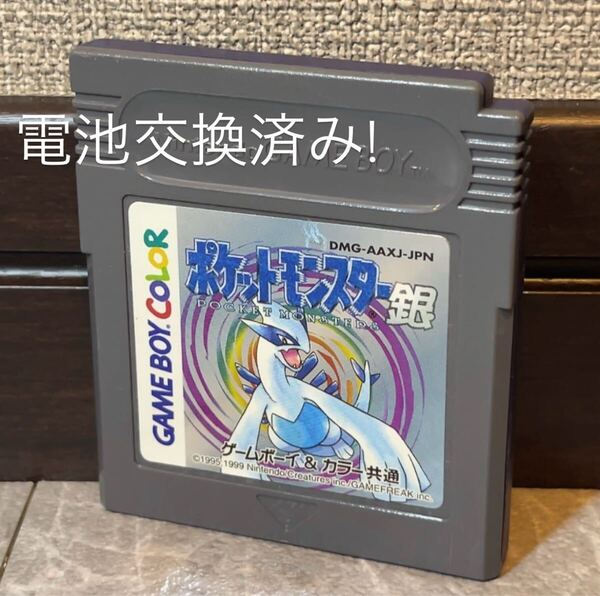 電池交換済み!
GAME BOY™
GAME BOY COLOR
DMG-AAXJ-JPN
ポケットモンスター銀
POCKET MONSTERS
ゲームボーイ & カラー共通
©1995 1999 Nintendo/Creatures inc./GAMEFREAK inc.